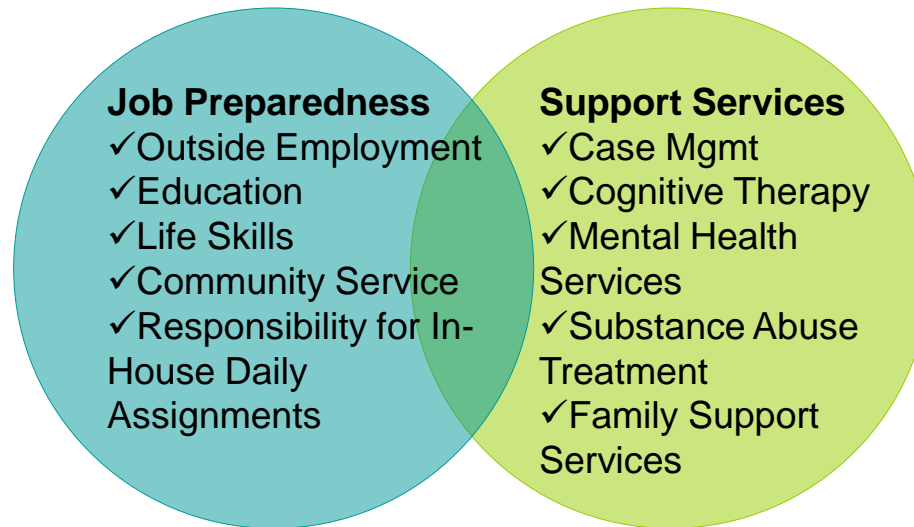 Job Preparedness
✓Outside Employment
✓Education
✓Life Skills
✓Community Service
✓Responsibility for In-
House Daily
Assignments
Support Services
✓Case Mgmt
✓Cognitive Therapy
✓Mental Health
Services
✓Substance Abuse
Treatment
✓Family Support
Services